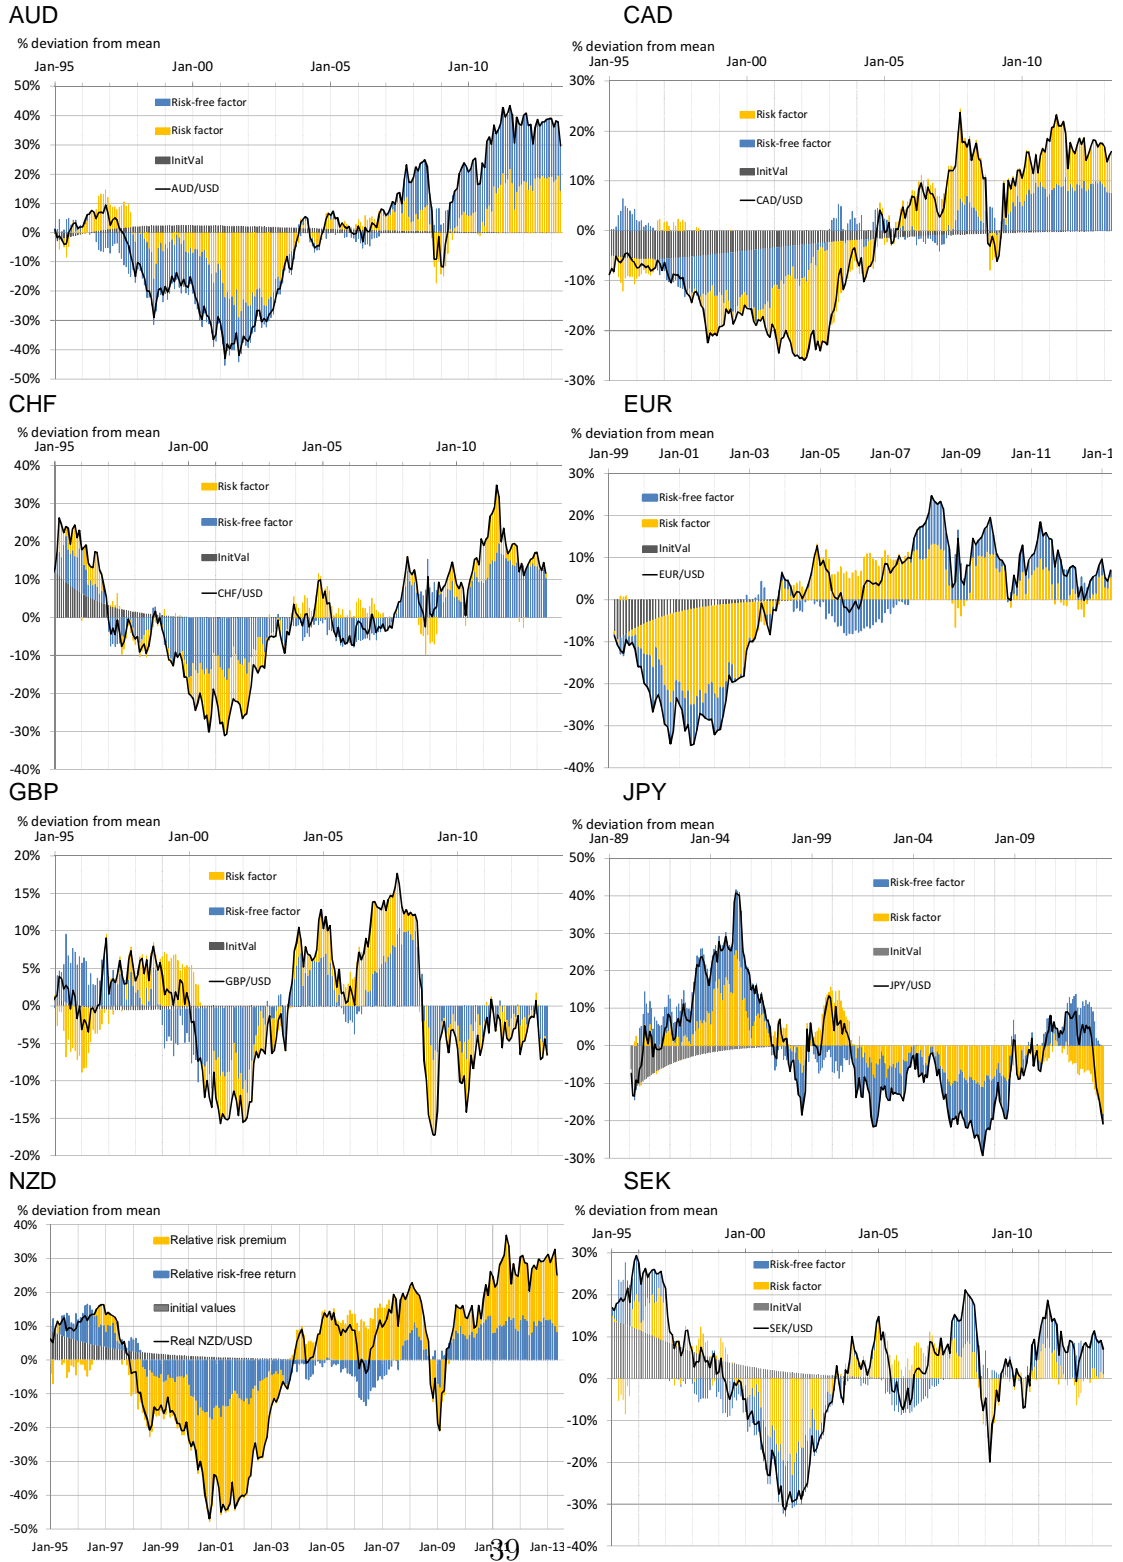 AUD
% deviation from mean
Jan-95 Jan-00 Jan-05 Jan-10
50%
40%
30%
20%
10%
0%
-10%
-20%
-30%
-40%
-50%
Risk-free factor
Risk factor
InitVal
AUD/USD
CAD
% deviation from mean
Jan-95 Jan-00 Jan-05 Jan-10
30%
20%
10%
0%
-10%
-20%
-30%
Risk factor
Risk-free factor
InitVal
CAD/USD
CHF
% deviation from mean
Jan-95 Jan-00 Jan-05 Jan-10
40%
30%
20%
10%
0%
-10%
-20%
-30%
-40%
Risk factor
Risk-free factor
InitVal
CHF/USD
EUR
% deviation from mean
Jan-99 Jan-01 Jan-03 Jan-05 Jan-07 Jan-09 Jan-11 Jan-1
30%
20%
10%
0%
-10%
-20%
-30%
-40%
Risk-free factor
Risk factor
InitVal
EUR/USD
GBP
% deviation from mean
Jan-95 Jan-00 Jan-05 Jan-10
20%
15%
10%
5%
0%
-5%
-10%
-15%
-20%
Risk factor
Risk-free factor
InitVal
GBP/USD
JPY
% deviation from mean
Jan-89 Jan-94 Jan-99 Jan-04 Jan-09
50%
40%
30%
20%
10%
0%
-10%
-20%
-30%
Risk-free factor
Risk factor
InitVal
JPY/USD
NZD
% deviation from mean
40%
30%
20%
10%
0%
-10%
-20%
-30%
-40%
-50%
Relative risk premium
Relative risk-free return
initial values
Real NZD/USD
Jan-95 Jan-97 Jan-99 Jan-01 Jan-03 Jan-05 Jan-07 Jan-09 Jan-11 Jan-13
SEK
% deviation from mean
Jan-95 Jan-00 Jan-05 Jan-10
30%
20%
10%
0%
-10%
-20%
-30%
-40%
Risk-free factor
Risk factor
InitVal
SEK/USD
39